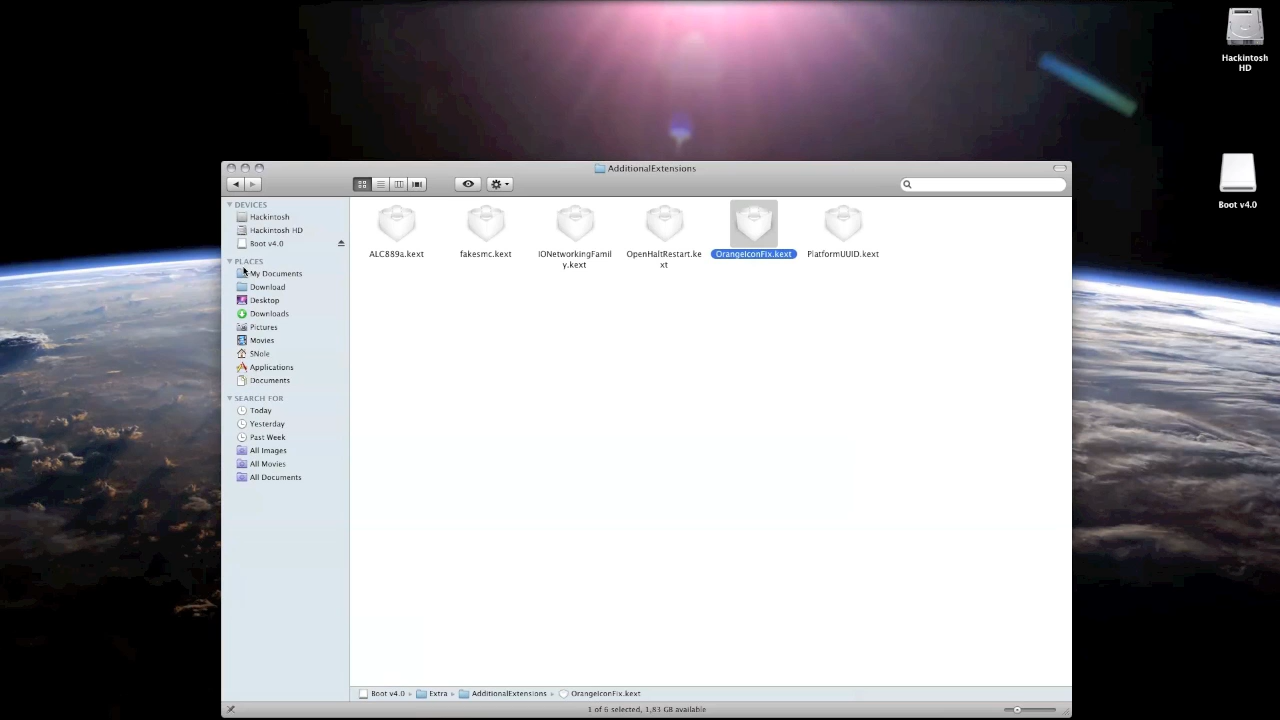 Hackintosh
HD
Boot v4.0
AdditionalExtensions
DEVICES
Hackintosh
Hackintosh HD
Boot v4.0
PLACES
My Documents
Download
Desktop
Downloads
Pictures
Movies
SNole
Applications
Documents
SEARCH FOR
Today
Yesterday
Past Week
All Images
All Movies
All Documents
ALC889a.kext
fakesmc.kext
IONetworkingFamil
y.kext
OpenHaltRestart.ke
xt
OrangeIconFix.kext
PlatformUUID.kext
Boot v4.0 ▸ Extra ▸ AdditionalExtensions ▸ OrangeIconFix.kext
1 of 6 selected, 1,83 GB available